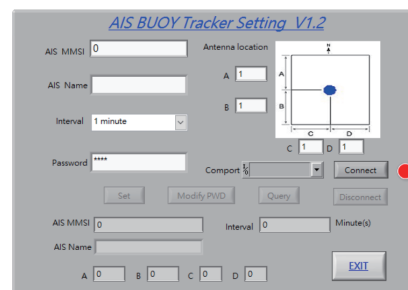 AIS BUOY Tracker Setting V1.2
AIS MMSI 0
Antenna location
N
A 1
A
AIS Name
B 1
B
Interval 1 minute
C D
C 1 D 1
Password ****
Comport
Connect
Set Modify PWD Query Disconnect
AIS MMSI 0 Interval 0 Minute(s)
AIS Name
A 0 B 0 C 0 D 0
EXIT